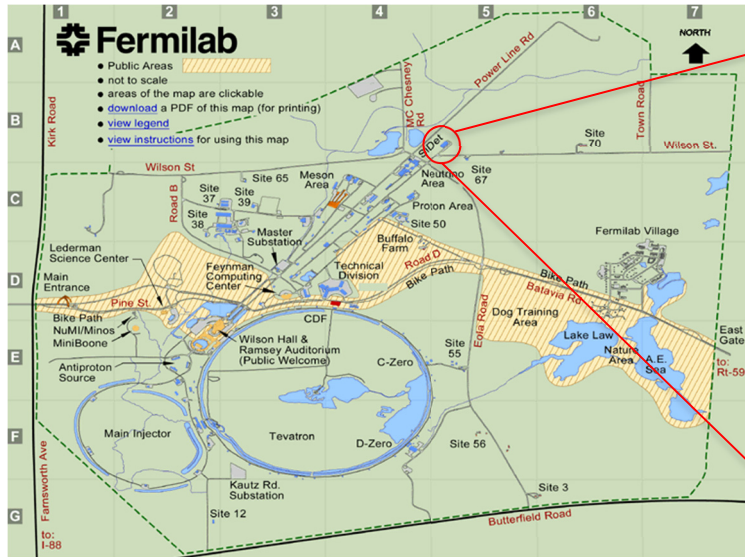 1 2 3 4 5 6 7
A
Fermilab
NORTH
• Public Areas
• not to scale
• areas of the map are clickable
• download a PDF of this map (for printing)
• view legend
• view instructions for using this map
Kirk Road
MC Chesney Rd
Power Line Rd
Town Road
B
SiDet
Site 70
Wilson St.
Wilson St
Site 65
Meson Area
Neutrino Area
Site 67
Road B
Site 37
Site 39
C
Proton Area
Site 38
Site 50
Master Substation
Buffalo Farm
Fermilab Village
Lederman Science Center
Feynman Computing Center
Technical Division
Road D
Bike Path
D
Main Entrance
Bike Path
Batavia Rd
Pine St.
Bike Path
NuMI/Minos
MiniBoone
CDF
Eola Road
Dog Training Area
East Gate
to: Rt-59
Lake Law
Nature Area
A.E. Sea
Wilson Hall &
Ramsey Auditorium
(Public Welcome)
E
Antiproton Source
C-Zero
Site 55
F
Main Injector
Tevatron
D-Zero
Site 56
Kautz Rd. Substation
Site 3
Farnsworth Ave
to: I-88
G
Site 12
Butterfield Road